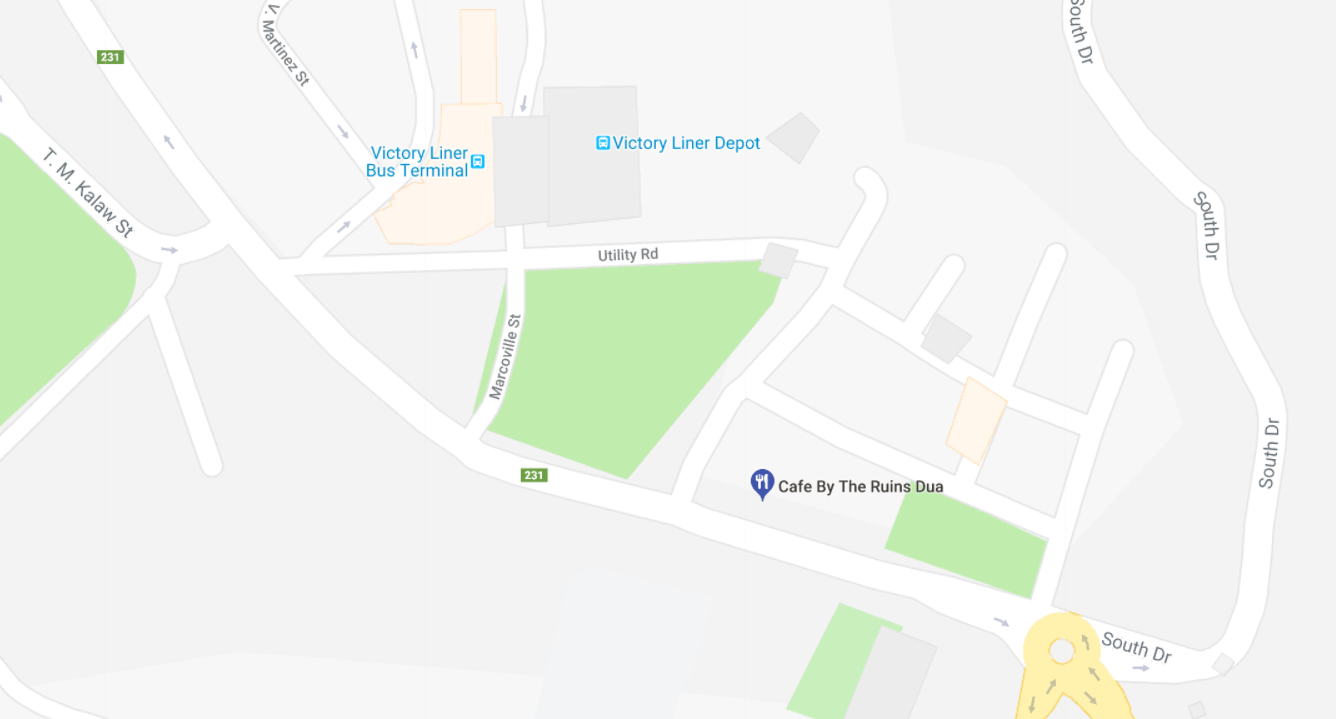 South Dr
V. Martinez St
231
Victory Liner Depot
Victory Liner
Bus Terminal
T. M. Kalaw St
South Dr
Utility Rd
Marcoville St
South Dr
231
Cafe By The Ruins Dua
South Dr